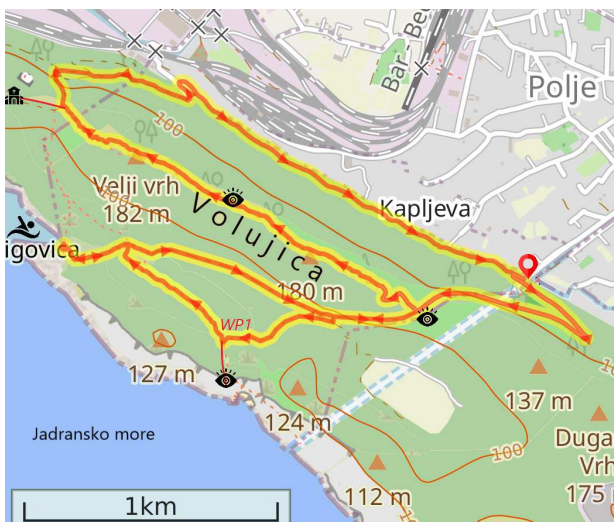 Bar - Be
Polje
100
Velji vrh
182 m
100
Kapljeva
Volujica
igovica
180 m
WP1
127 m
137 m
124 m
100
Duga
Vrh
175 m
Jadransko more
112 m
1km